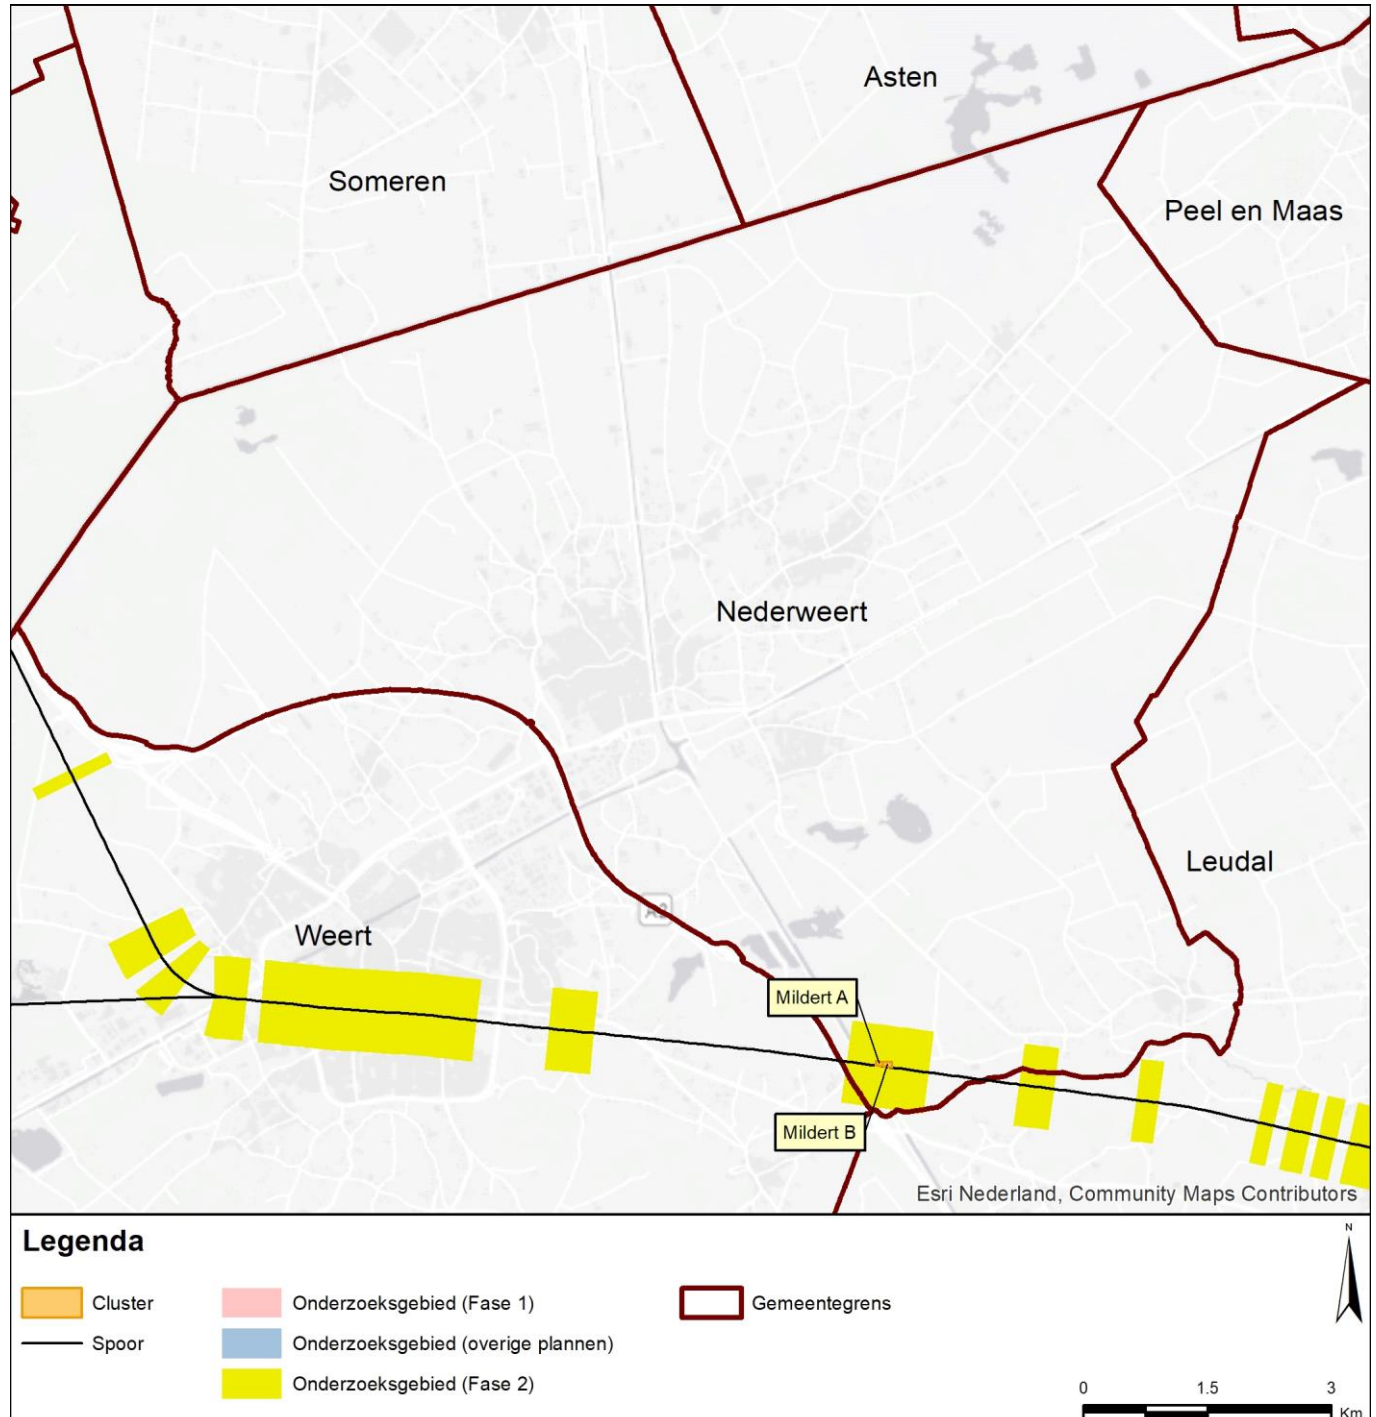 Asten
Someren
Peel en Maas
Nederweert
Leudal
A2
Weert
Mildert A
Mildert B
Esri Nederland, Community Maps Contributors
Legenda
N
Cluster
Onderzoeksgebied (Fase 1)
Gemeentegrens
Spoor
Onderzoeksgebied (overige plannen)
Onderzoeksgebied (Fase 2)
0 1.5 3
Km